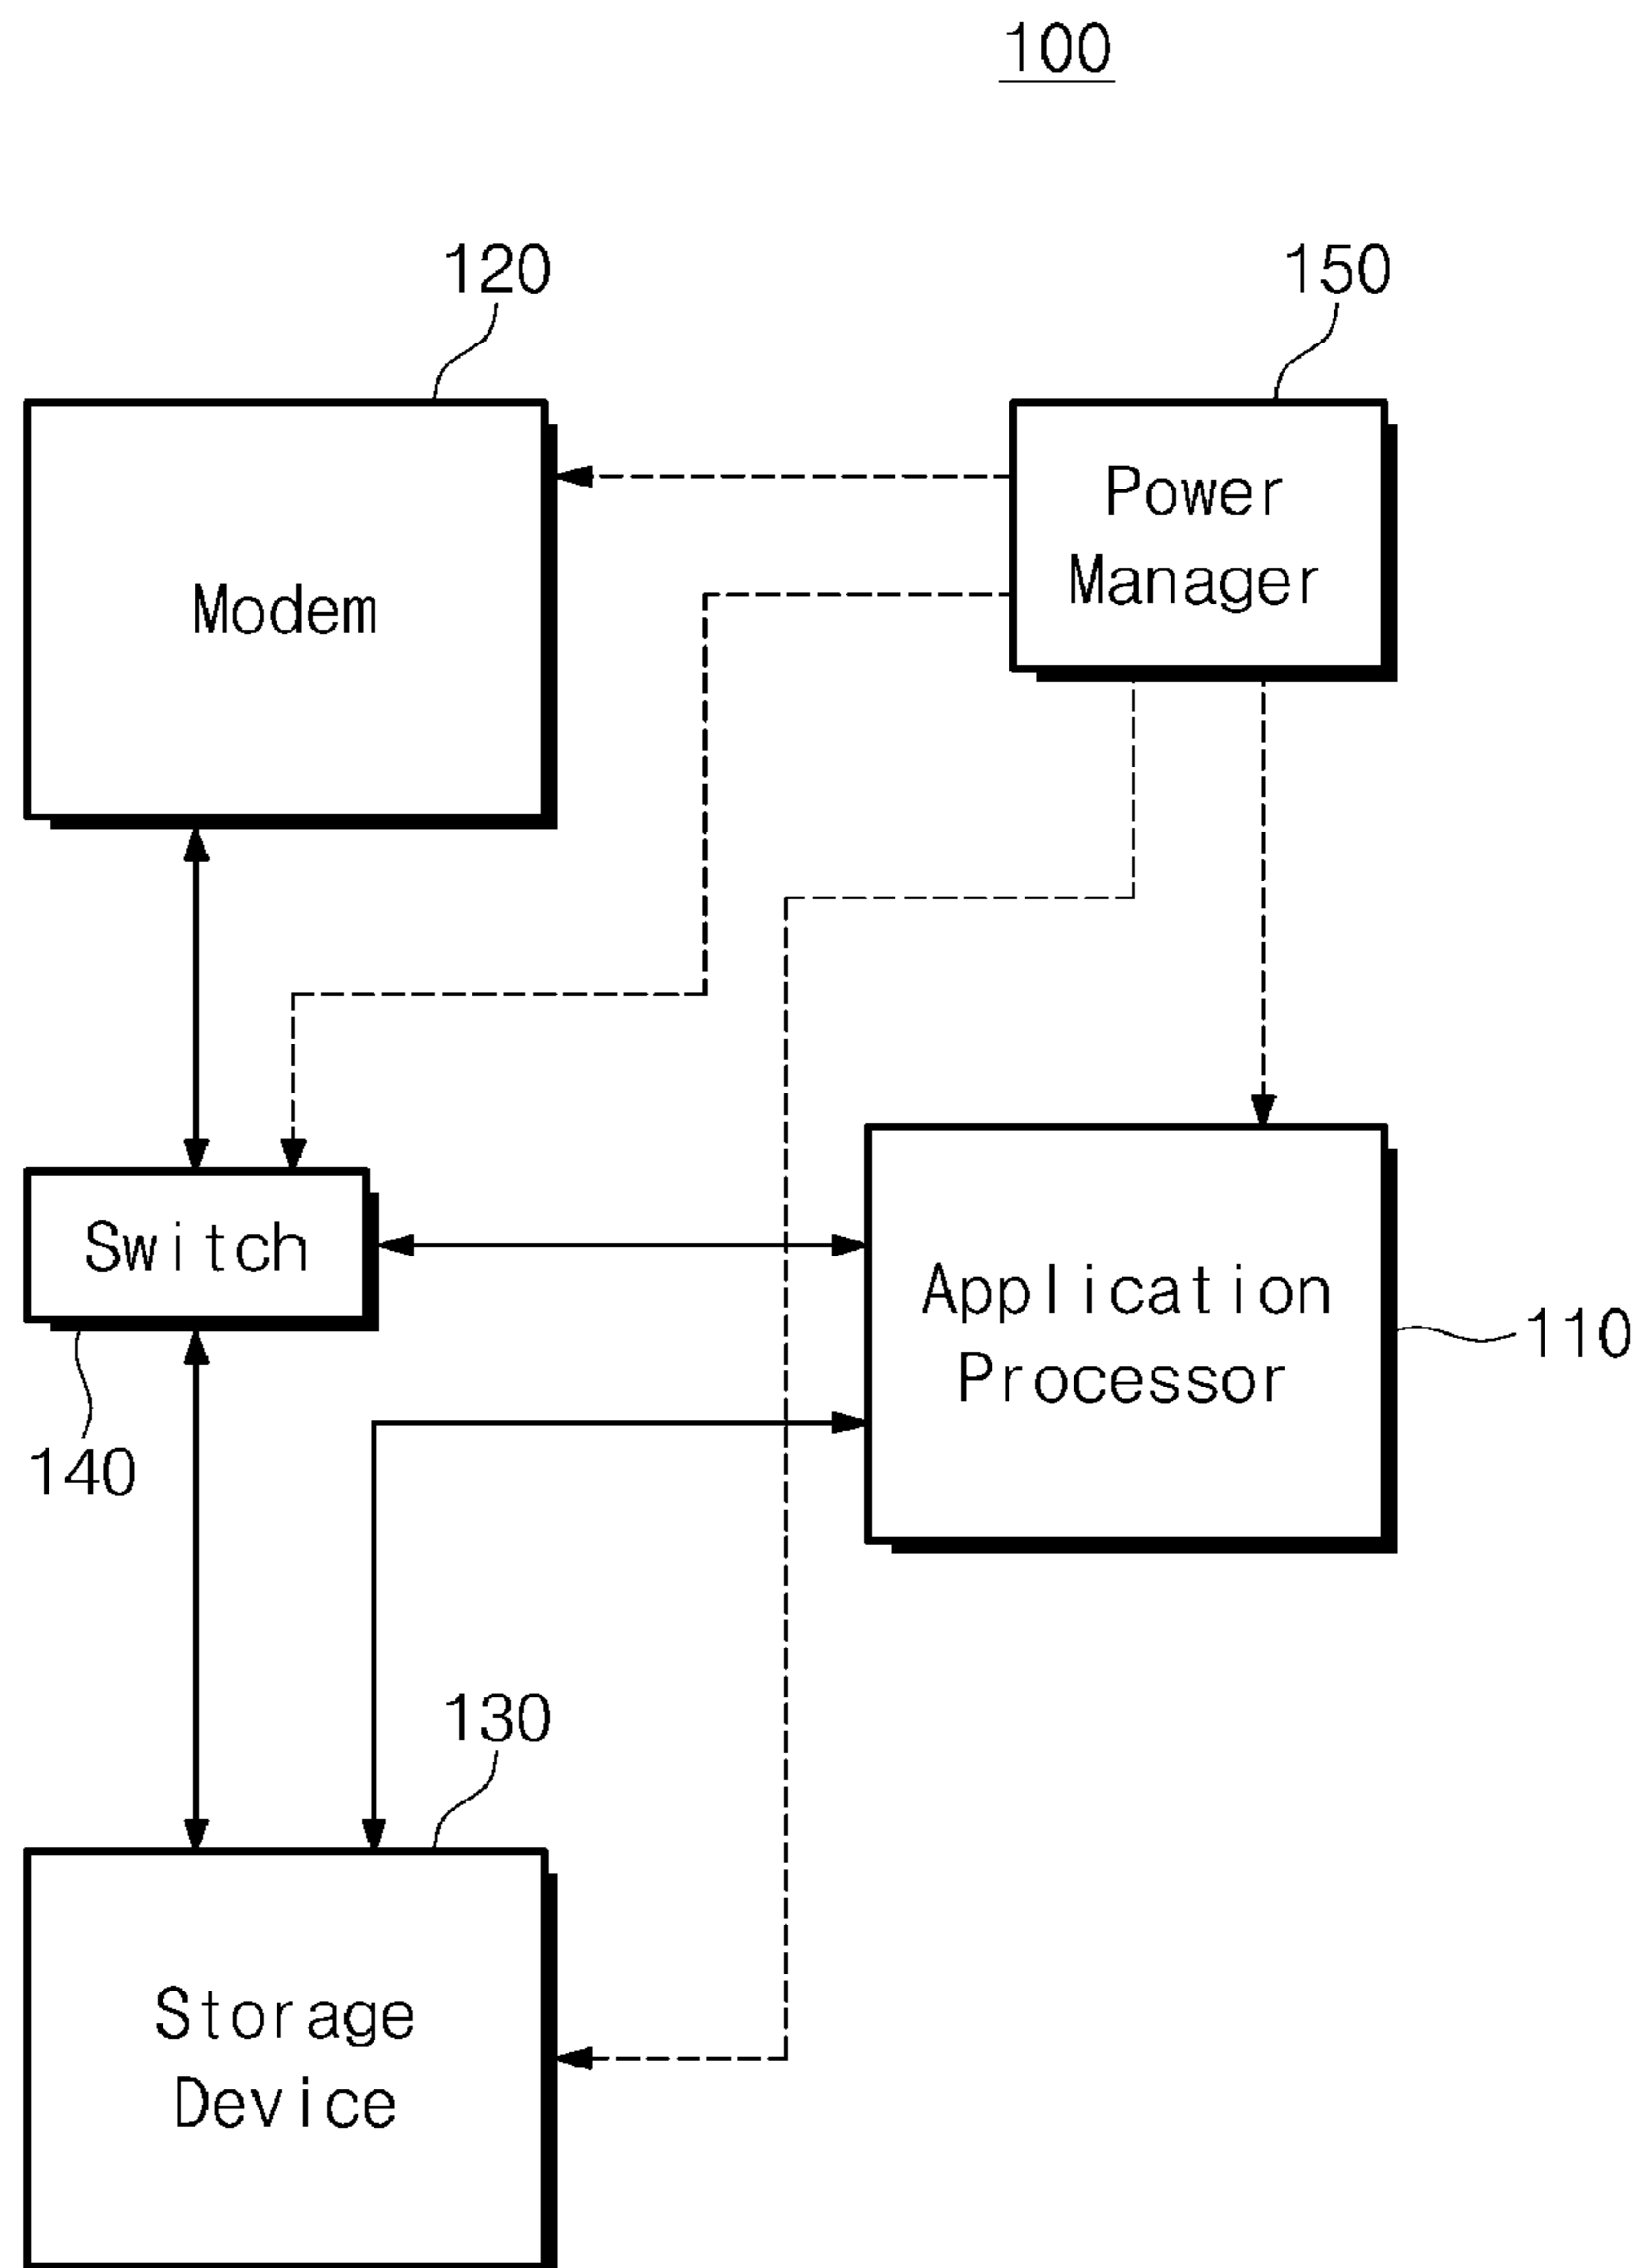 100
120
150
Modem
Power
Manager
Switch
Application
Processor
110
140
130
Storage
Device